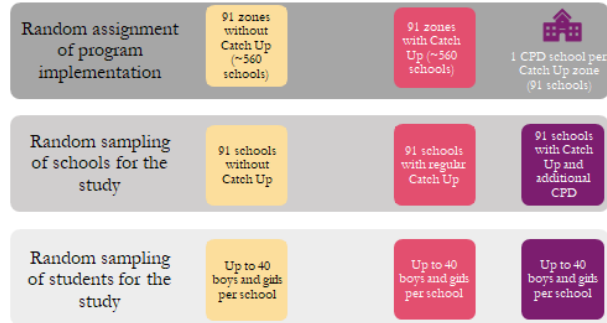 Random assignment
of program
implementation
91 zones
without
Catch Up
(~560
schools)
91 zones
with Catch
Up (~560
schools)
1 CPD school per
Catch Up zone
(91 schools)
Random sampling
of schools for the
study
91 schools
without
Catch Up
91 schools
with regular
Catch Up
91 schools
with Catch
Up and
additional
CPD
Random sampling
of students for the
study
Up to 40
boys and girls
per school
Up to 40
boys and girls
per school
Up to 40
boys and girls
per school